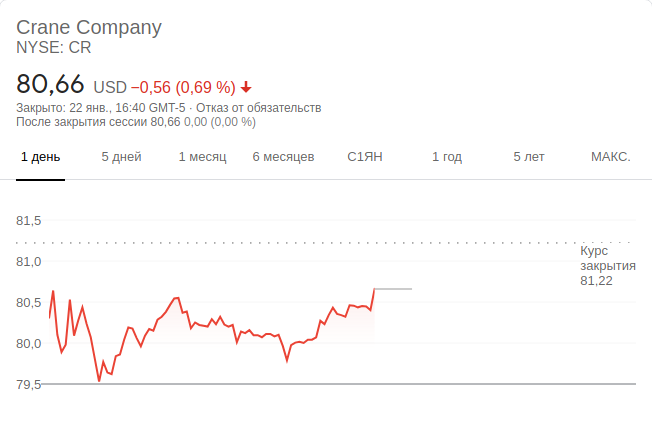 Crane Company
NYSE: CR
80,66 USD −0,56 (0,69 %)
Закрыто: 22 янв., 16:40 GMT-5 · Отказ от обязательств
После закрытия сессии 80,66 0,00 (0,00 %)
1 день 5 дней 1 месяц 6 месяцев С1ЯН 1 год 5 лет МАКС.
81,5
Курс
закрытия
81,22
81,0
80,5
80,0
79,5